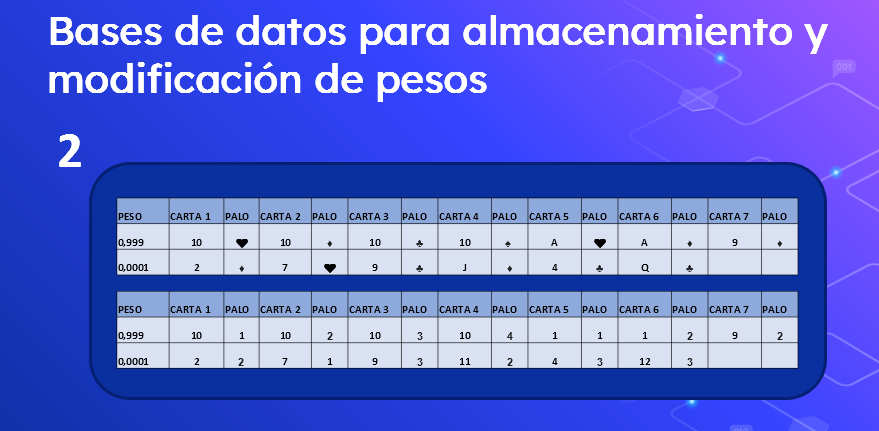 Bases de datos para almacenamiento y
modificación de pesos
2
PESO CARTA 1 PALO CARTA 2 PALO CARTA 3 PALO CARTA 4 PALO CARTA 5 PALO CARTA 6 PALO CARTA 7 PALO
0,999 10 ♥ 10 ♦ 10 ♣ 10 ♠ A ♥ A ♦ 9 ♦
0,0001 2 ♦ 7 ♥ 9 ♣ J ♦ 4 ♣ Q ♣
PESO CARTA 1 PALO CARTA 2 PALO CARTA 3 PALO CARTA 4 PALO CARTA 5 PALO CARTA 6 PALO CARTA 7 PALO
0,999 10 1 10 2 10 3 10 4 1 1 1 2 9 2
0,0001 2 2 7 1 9 3 11 2 4 3 12 3
001